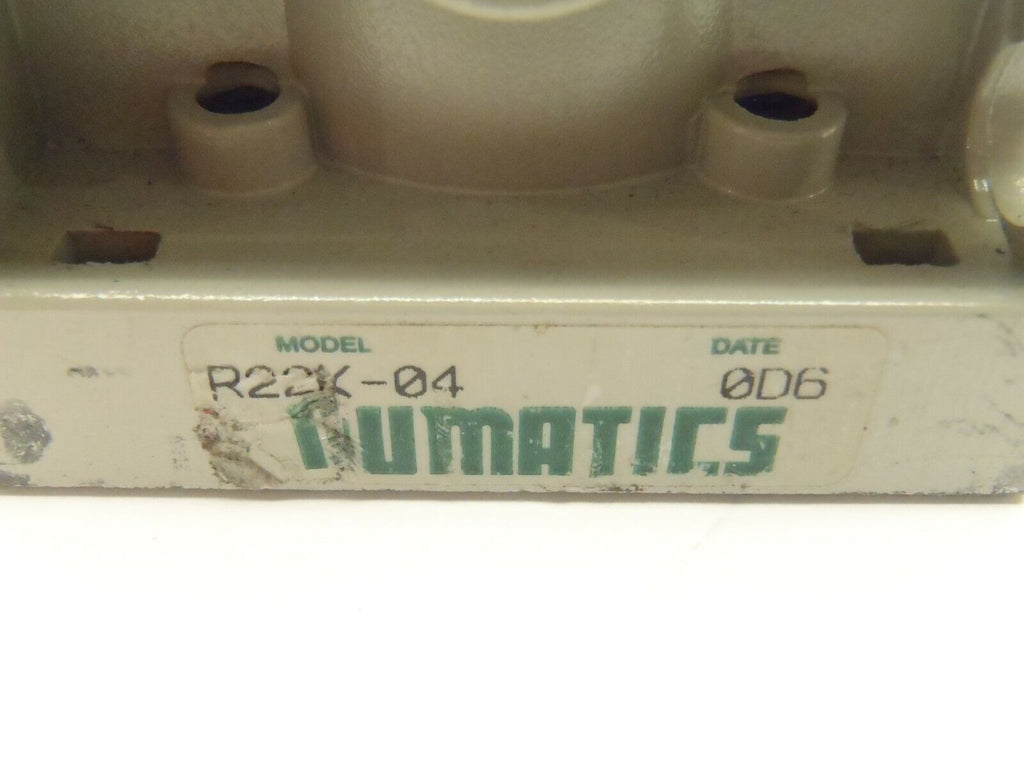 MODEL DATE
R22K-04 0D6
NUMATICS